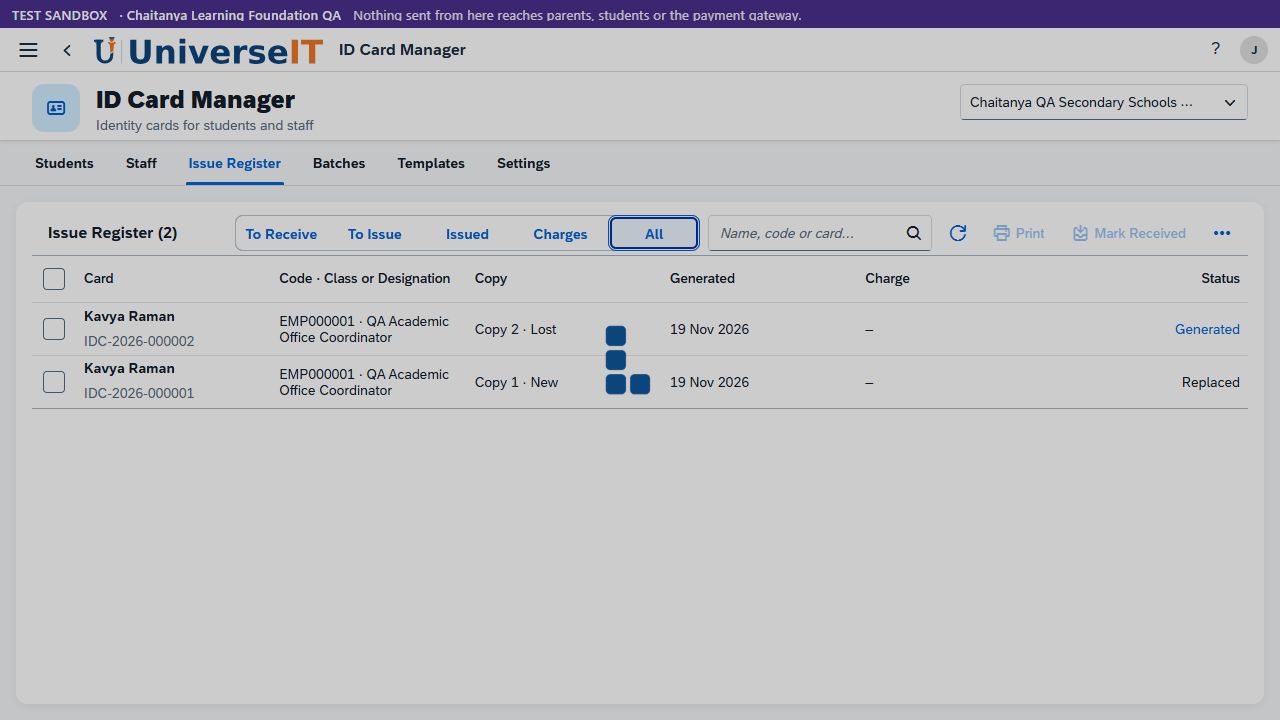 TEST SANDBOX · Chaitanya Learning Foundation QA Nothing sent from here reaches parents, students or the payment gateway.
UniverseIT ID Card Manager ? J
ID Card Manager
Identity cards for students and staff
Chaitanya QA Secondary Schools ...
Students Staff Issue Register Batches Templates Settings
Issue Register (2) To Receive To Issue Issued Charges All Name, code or card... Print Mark Received
Card Code · Class or Designation Copy Generated Charge Status
Kavya Raman
IDC-2026-000002
EMP000001 · QA Academic
Office Coordinator
Copy 2 · Lost 19 Nov 2026 – Generated
Kavya Raman
IDC-2026-000001
EMP000001 · QA Academic
Office Coordinator
Copy 1 · New 19 Nov 2026 – Replaced